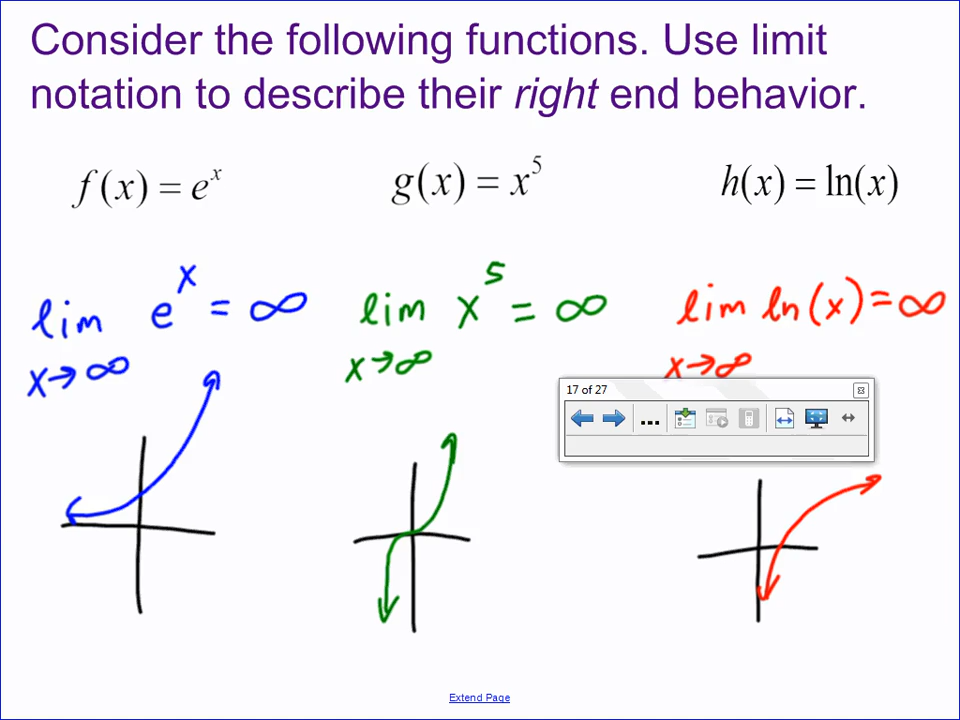 Consider the following functions. Use limit
notation to describe their right end behavior.
f(x) = e^x
g(x) = x^5
h(x) = ln(x)
lim e^x = ∞
x→∞
lim x^5 = ∞
x→∞
lim ln(x) = ∞
x→∞
17 of 27
...
Extend Page